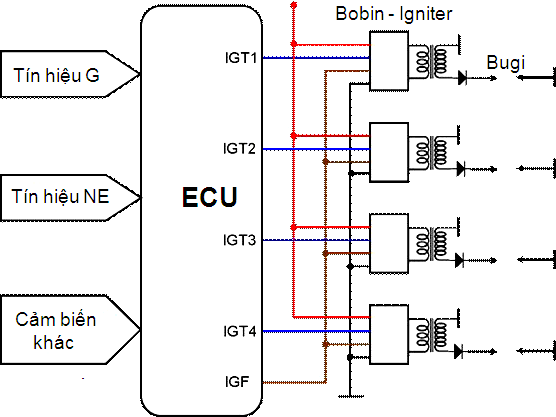 Bobin - Igniter
Bugi
Tín hiệu G
Tín hiệu NE
Cảm biến
khác
ECU
IGT1
IGT2
IGT3
IGT4
IGF